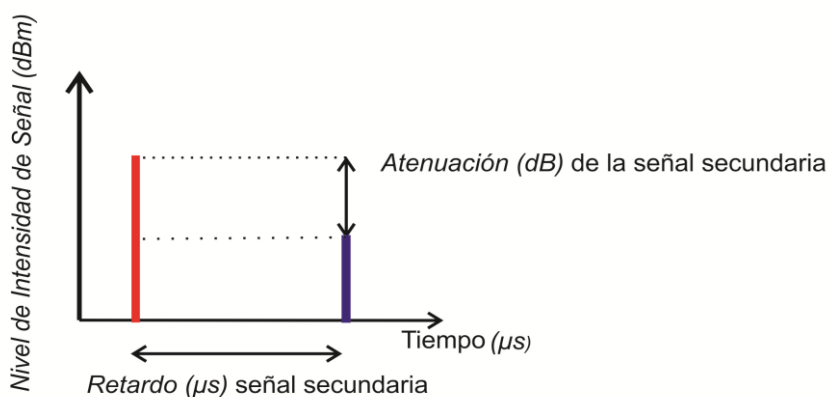 Nivel de Intensidad de Señal (dBm)
Atenuación (dB) de la señal secundaria
Tiempo (µs)
Retardo (µs) señal secundaria